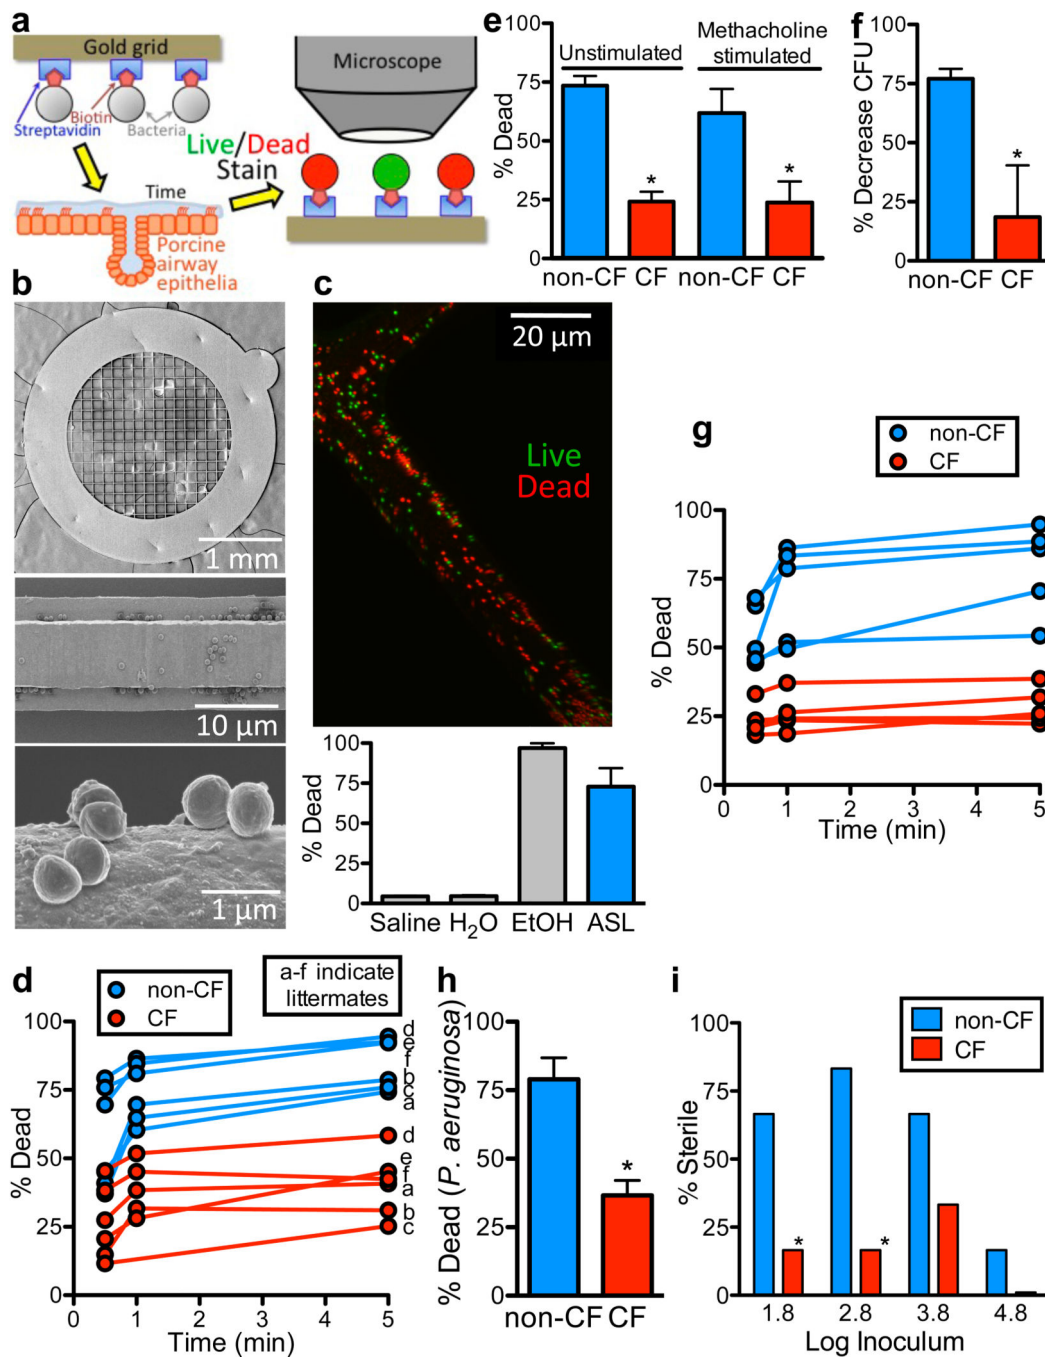 a
Gold grid
Biotin
Streptavidin
Bacteria
Time
Porcine
airway
epithelia
Live/Dead
Stain
Microscope
e
% Dead
100
75
50
25
0
Unstimulated
Methacholine
stimulated
*
*
non-CF CF
non-CF CF
f
% Decrease CFU
100
75
50
25
0
*
non-CF CF
b
1 mm
10 µm
1 µm
c
20 µm
Live
Dead
% Dead
100
75
50
25
0
Saline H2O EtOH ASL
g
non-CF
CF
% Dead
100
75
50
25
0
0 1 2 3 4 5
Time (min)
d
non-CF
CF
a-f indicate
littermates
% Dead
100
75
50
25
0
d
e
f
b
c
a
d
e
f
a
b
c
0 1 2 3 4 5
Time (min)
h
% Dead (P. aeruginosa)
100
75
50
25
0
*
non-CF CF
i
non-CF
CF
% Sterile
100
75
50
25
0
*
*
1.8 2.8 3.8 4.8
Log Inoculum